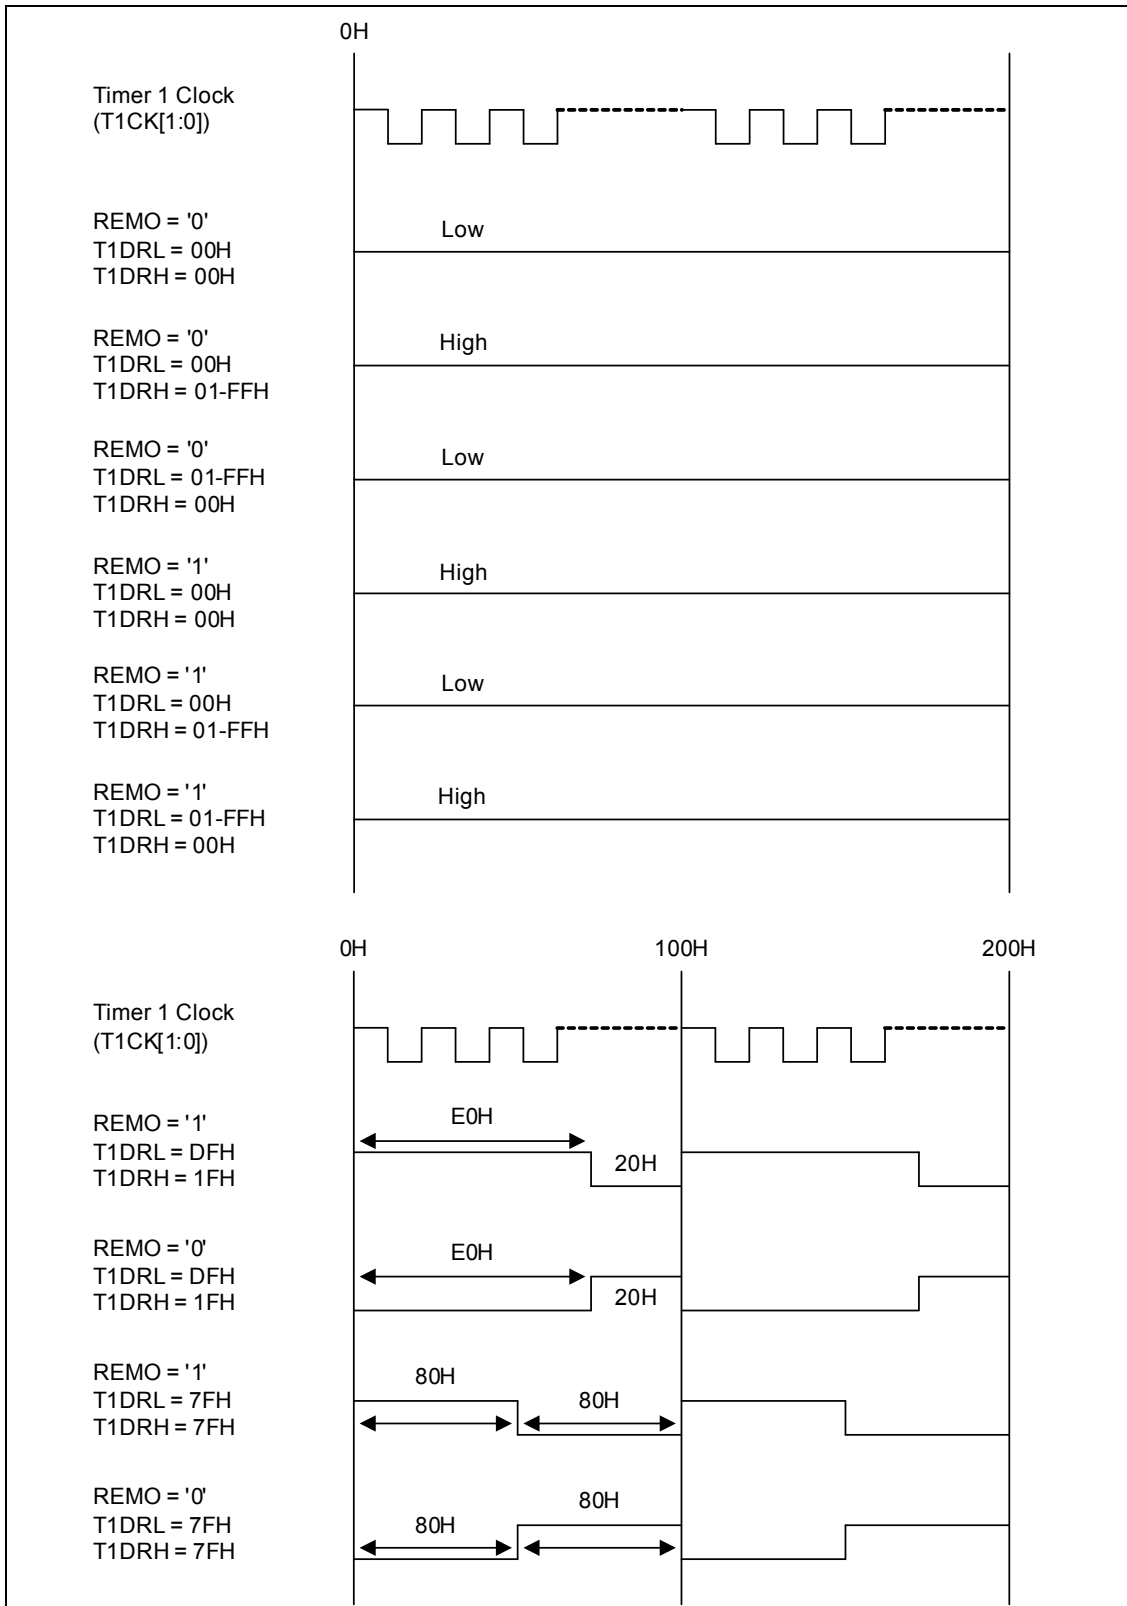 0H
Timer 1 Clock
(T1CK[1:0])
REMO = '0'
T1DRL = 00H
T1DRH = 00H
Low
REMO = '0'
T1DRL = 00H
T1DRH = 01-FFH
High
REMO = '0'
T1DRL = 01-FFH
T1DRH = 00H
Low
REMO = '1'
T1DRL = 00H
T1DRH = 00H
High
REMO = '1'
T1DRL = 00H
T1DRH = 01-FFH
Low
REMO = '1'
T1DRL = 01-FFH
T1DRH = 00H
High
0H 100H 200H
Timer 1 Clock
(T1CK[1:0])
REMO = '1'
T1DRL = DFH
T1DRH = 1FH
E0H
20H
REMO = '0'
T1DRL = DFH
T1DRH = 1FH
E0H
20H
REMO = '1'
T1DRL = 7FH
T1DRH = 7FH
80H
80H
REMO = '0'
T1DRL = 7FH
T1DRH = 7FH
80H
80H